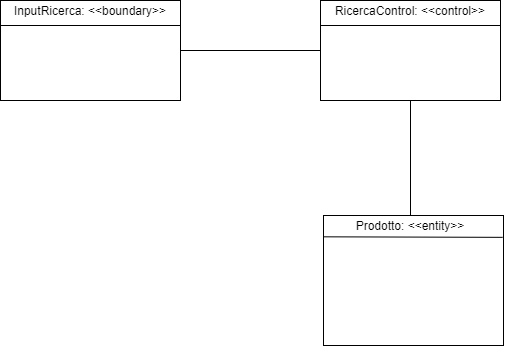 InputRicerca: <<boundary>>
RicercaControl: <<control>>
Prodotto: <<entity>>